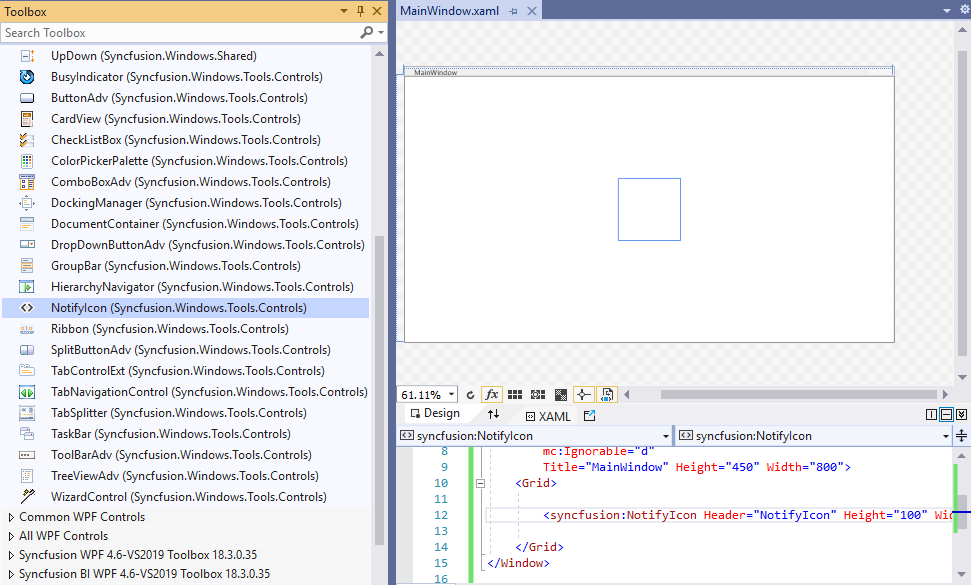 Toolbox
Search Toolbox
UpDown (Syncfusion.Windows.Shared)
BusyIndicator (Syncfusion.Windows.Tools.Controls)
ButtonAdv (Syncfusion.Windows.Tools.Controls)
CardView (Syncfusion.Windows.Tools.Controls)
CheckListBox (Syncfusion.Windows.Tools.Controls)
ColorPickerPalette (Syncfusion.Windows.Tools.Controls)
ComboBoxAdv (Syncfusion.Windows.Tools.Controls)
DockingManager (Syncfusion.Windows.Tools.Controls)
DocumentContainer (Syncfusion.Windows.Tools.Controls)
DropDownButtonAdv (Syncfusion.Windows.Tools.Controls)
GroupBar (Syncfusion.Windows.Tools.Controls)
HierarchyNavigator (Syncfusion.Windows.Tools.Controls)
NotifyIcon (Syncfusion.Windows.Tools.Controls)
Ribbon (Syncfusion.Windows.Tools.Controls)
SplitButtonAdv (Syncfusion.Windows.Tools.Controls)
TabControlExt (Syncfusion.Windows.Tools.Controls)
TabNavigationControl (Syncfusion.Windows.Tools.Controls)
TabSplitter (Syncfusion.Windows.Tools.Controls)
TaskBar (Syncfusion.Windows.Tools.Controls)
ToolBarAdv (Syncfusion.Windows.Tools.Controls)
TreeViewAdv (Syncfusion.Windows.Tools.Controls)
WizardControl (Syncfusion.Windows.Tools.Controls)
Common WPF Controls
All WPF Controls
Syncfusion WPF 4.6-VS2019 Toolbox 18.3.0.35
Syncfusion BI WPF 4.6-VS2019 Toolbox 18.3.0.35
MainWindow.xaml
MainWindow
61.11% fx
Design XAML
syncfusion:NotifyIcon syncfusion:NotifyIcon
8 mc:Ignorable="d"
9 Title="MainWindow" Height="450" Width="800">
10 <Grid>
11
12 <syncfusion:NotifyIcon Header="NotifyIcon" Height="100" Wid
13
14 </Grid>
15 </Window>
16